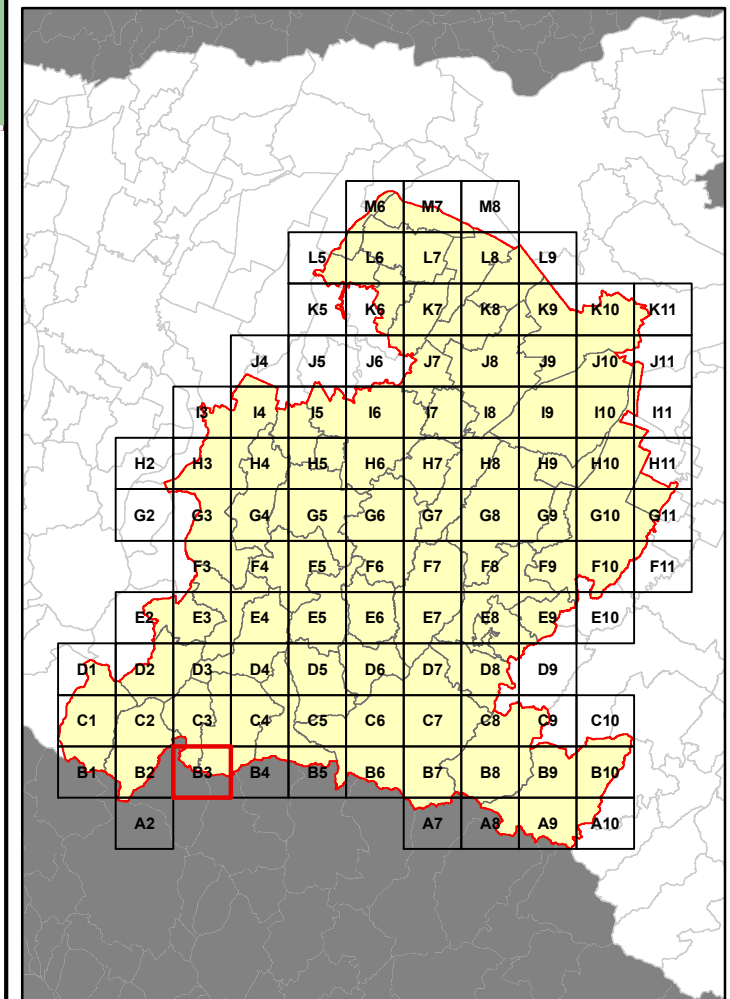 M6 M7 M8
L5 L6 L7 L8 L9
K5 K6 K7 K8 K9 K10 K11
J4 J5 J6 J7 J8 J9 J10 J11
I3 I4 I5 I6 I7 I8 I9 I10 I11
H2 H3 H4 H5 H6 H7 H8 H9 H10 H11
G2 G3 G4 G5 G6 G7 G8 G9 G10 G11
F3 F4 F5 F6 F7 F8 F9 F10 F11
E2 E3 E4 E5 E6 E7 E8 E9 E10
D1 D2 D3 D4 D5 D6 D7 D8 D9
C1 C2 C3 C4 C5 C6 C7 C8 C9 C10
B1 B2 B3 B4 B5 B6 B7 B8 B9 B10
A2 A7 A8 A9 A10